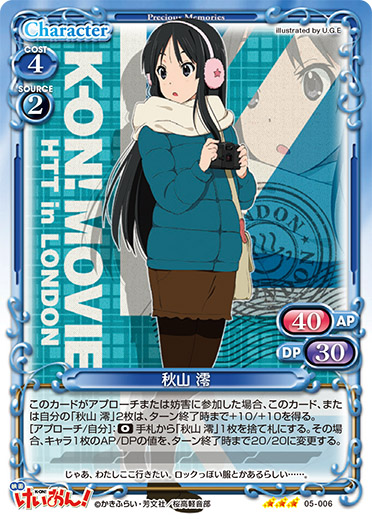 Precious Memories
Character
illustrated by U.G.E
COST
4
SOURCE
2
K-ON! MOVIE
HTT in LONDON
LONDON
40 AP
DP 30
秋山 澪
このカードがアプローチまたは妨害に参加した場合、このカード、ま
たは自分の「秋山 澪」2枚は、ターン終了時まで+10/+10を得る。
[アプローチ/自分]: 手札から「秋山 澪」1枚を捨て札にする。その場
合、キャラ1枚のAP/DPの値を、ターン終了時まで20/20に変更する。
じゃあ、わたしここ行きたい。ロックっぽい服とかあるらしい……。
映画
けいおん!
©かきふらい・芳文社/桜高軽音部
05-006